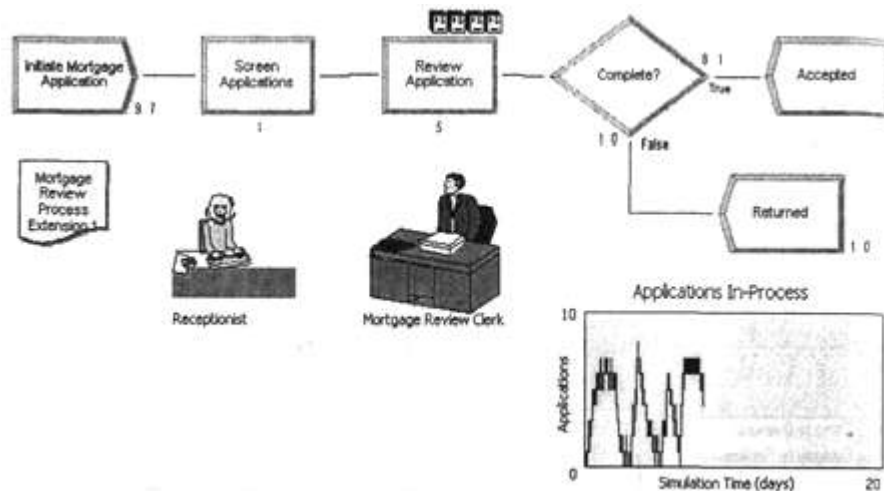 Initiate Mortgage
Application
9 7
Screen
Applications
1
Review
Application
5
Complete?
8 1
True
1 0
False
Accepted
Returned
1 0
Mortgage
Review
Process
Extension 1
Receptionist
Mortgage Review Clerk
Applications In-Process
10
Applications
0
Simulation Time (days)
20